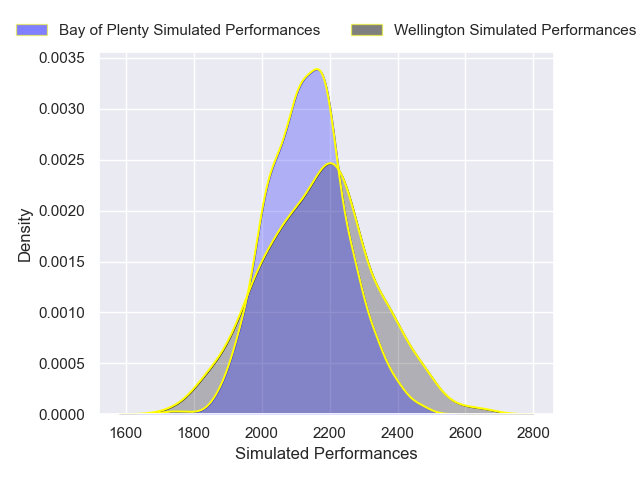 Bay of Plenty Simulated Performances
Wellington Simulated Performances
0.0035
0.0030
0.0025
0.0020
0.0015
0.0010
0.0005
0.0000
Density
1600 1800 2000 2200 2400 2600 2800
Simulated Performances